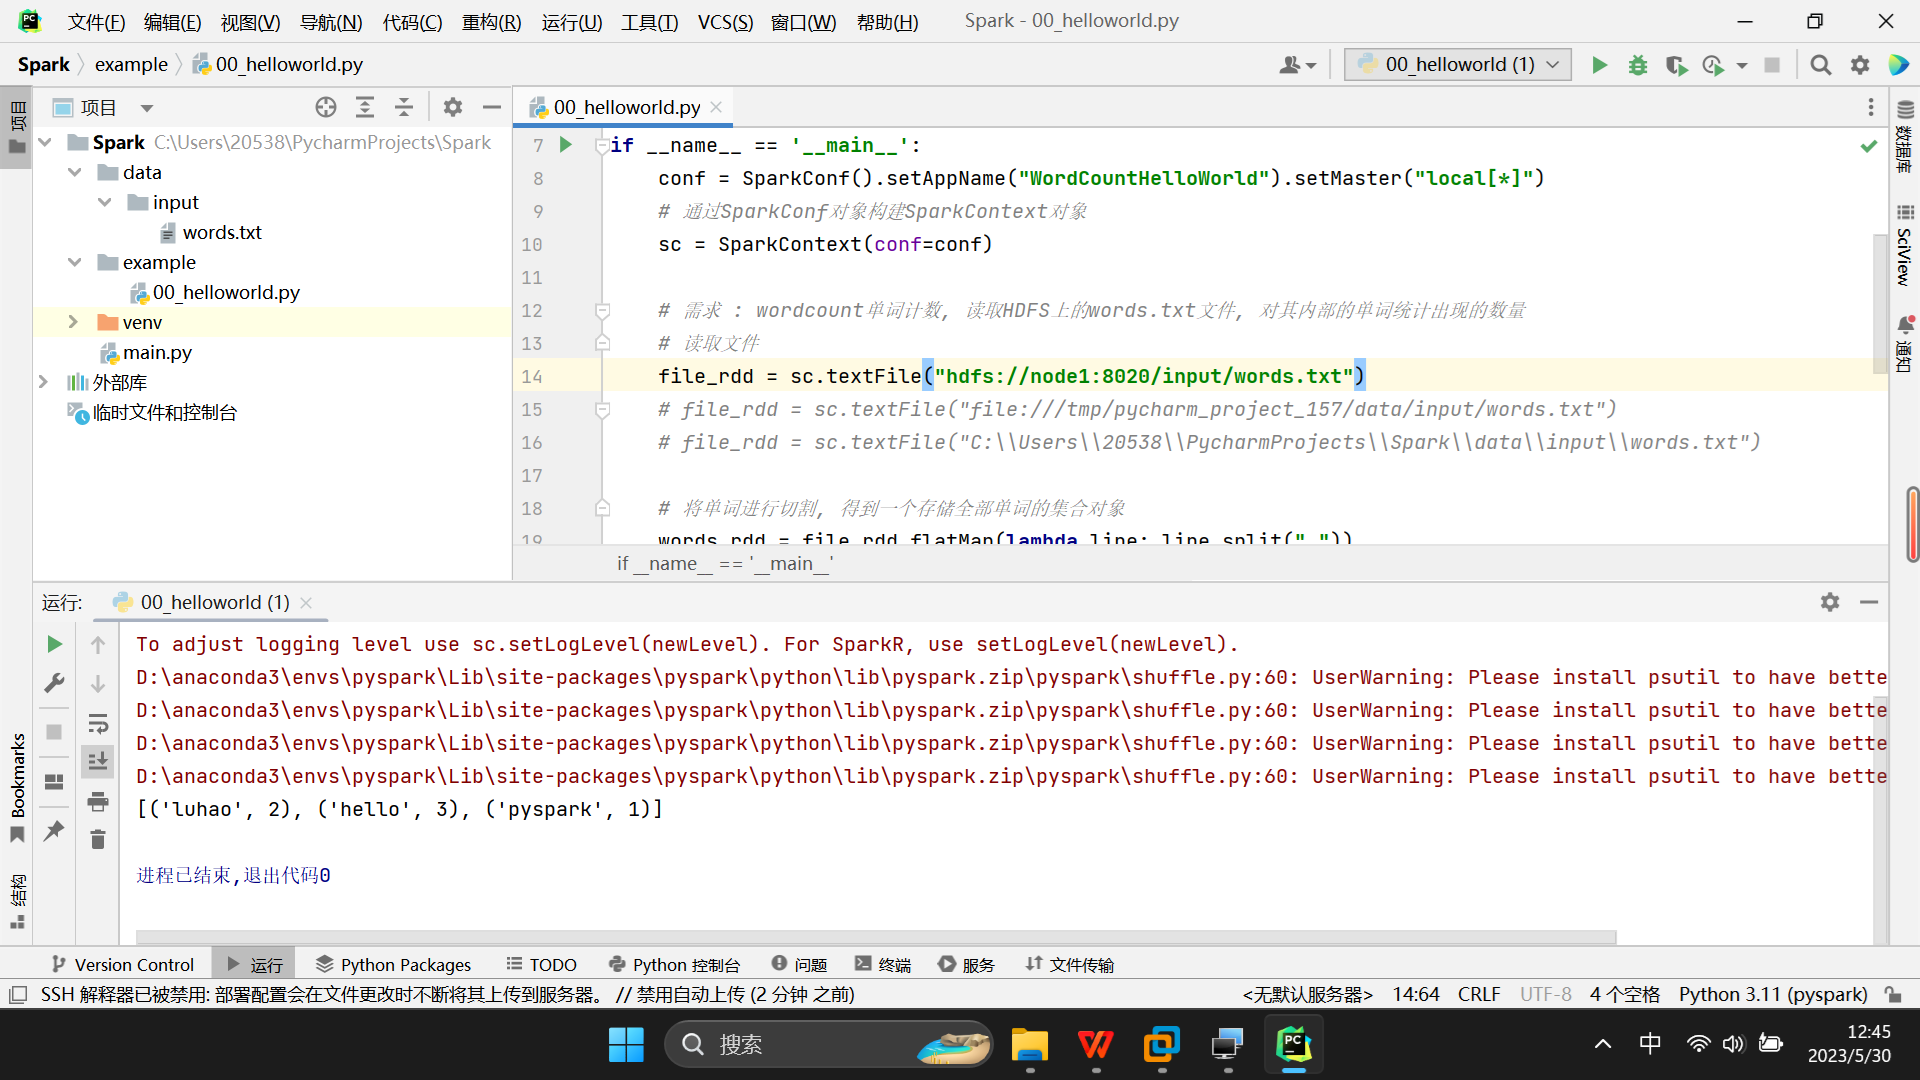 文件(F) 编辑(E) 视图(V) 导航(N) 代码(C) 重构(R) 运行(U) 工具(T) VCS(S) 窗口(W) 帮助(H) Spark - 00_helloworld.py
Spark example 00_helloworld.py 00_helloworld (1)
项目
项目
Spark C:\Users\20538\PycharmProjects\Spark
data
input
words.txt
example
00_helloworld.py
venv
main.py
外部库
临时文件和控制台
00_helloworld.py
7 if __name__ == '__main__':
8 conf = SparkConf().setAppName("WordCountHelloWorld").setMaster("local[*]")
9 # 通过SparkConf对象构建SparkContext对象
10 sc = SparkContext(conf=conf)
11
12 # 需求 : wordcount单词计数, 读取HDFS上的words.txt文件, 对其内部的单词统计出现的数量
13 # 读取文件
14 file_rdd = sc.textFile("hdfs://node1:8020/input/words.txt")
15 # file_rdd = sc.textFile("file:///tmp/pycharm_project_157/data/input/words.txt")
16 # file_rdd = sc.textFile("C:\\Users\\20538\\PycharmProjects\\Spark\\data\\input\\words.txt")
17
18 # 将单词进行切割, 得到一个存储全部单词的集合对象
19 words_rdd = file_rdd.flatMap(lambda line: line.split(" "))
if __name__ == '__main__'
数据库
SciView
通知
运行: 00_helloworld (1)
To adjust logging level use sc.setLogLevel(newLevel). For SparkR, use setLogLevel(newLevel).
D:\anaconda3\envs\pyspark\Lib\site-packages\pyspark\python\lib\pyspark.zip\pyspark\shuffle.py:60: UserWarning: Please install psutil to have bette
D:\anaconda3\envs\pyspark\Lib\site-packages\pyspark\python\lib\pyspark.zip\pyspark\shuffle.py:60: UserWarning: Please install psutil to have bette
D:\anaconda3\envs\pyspark\Lib\site-packages\pyspark\python\lib\pyspark.zip\pyspark\shuffle.py:60: UserWarning: Please install psutil to have bette
D:\anaconda3\envs\pyspark\Lib\site-packages\pyspark\python\lib\pyspark.zip\pyspark\shuffle.py:60: UserWarning: Please install psutil to have bette
[('luhao', 2), ('hello', 3), ('pyspark', 1)]
进程已结束,退出代码0
Bookmarks
结构
Version Control 运行 Python Packages TODO Python 控制台 问题 终端 服务 文件传输
SSH 解释器已被禁用: 部署配置会在文件更改时不断将其上传到服务器。 // 禁用自动上传 (2 分钟 之前) <无默认服务器> 14:64 CRLF UTF-8 4 个空格 Python 3.11 (pyspark)
搜索
中
12:45
2023/5/30